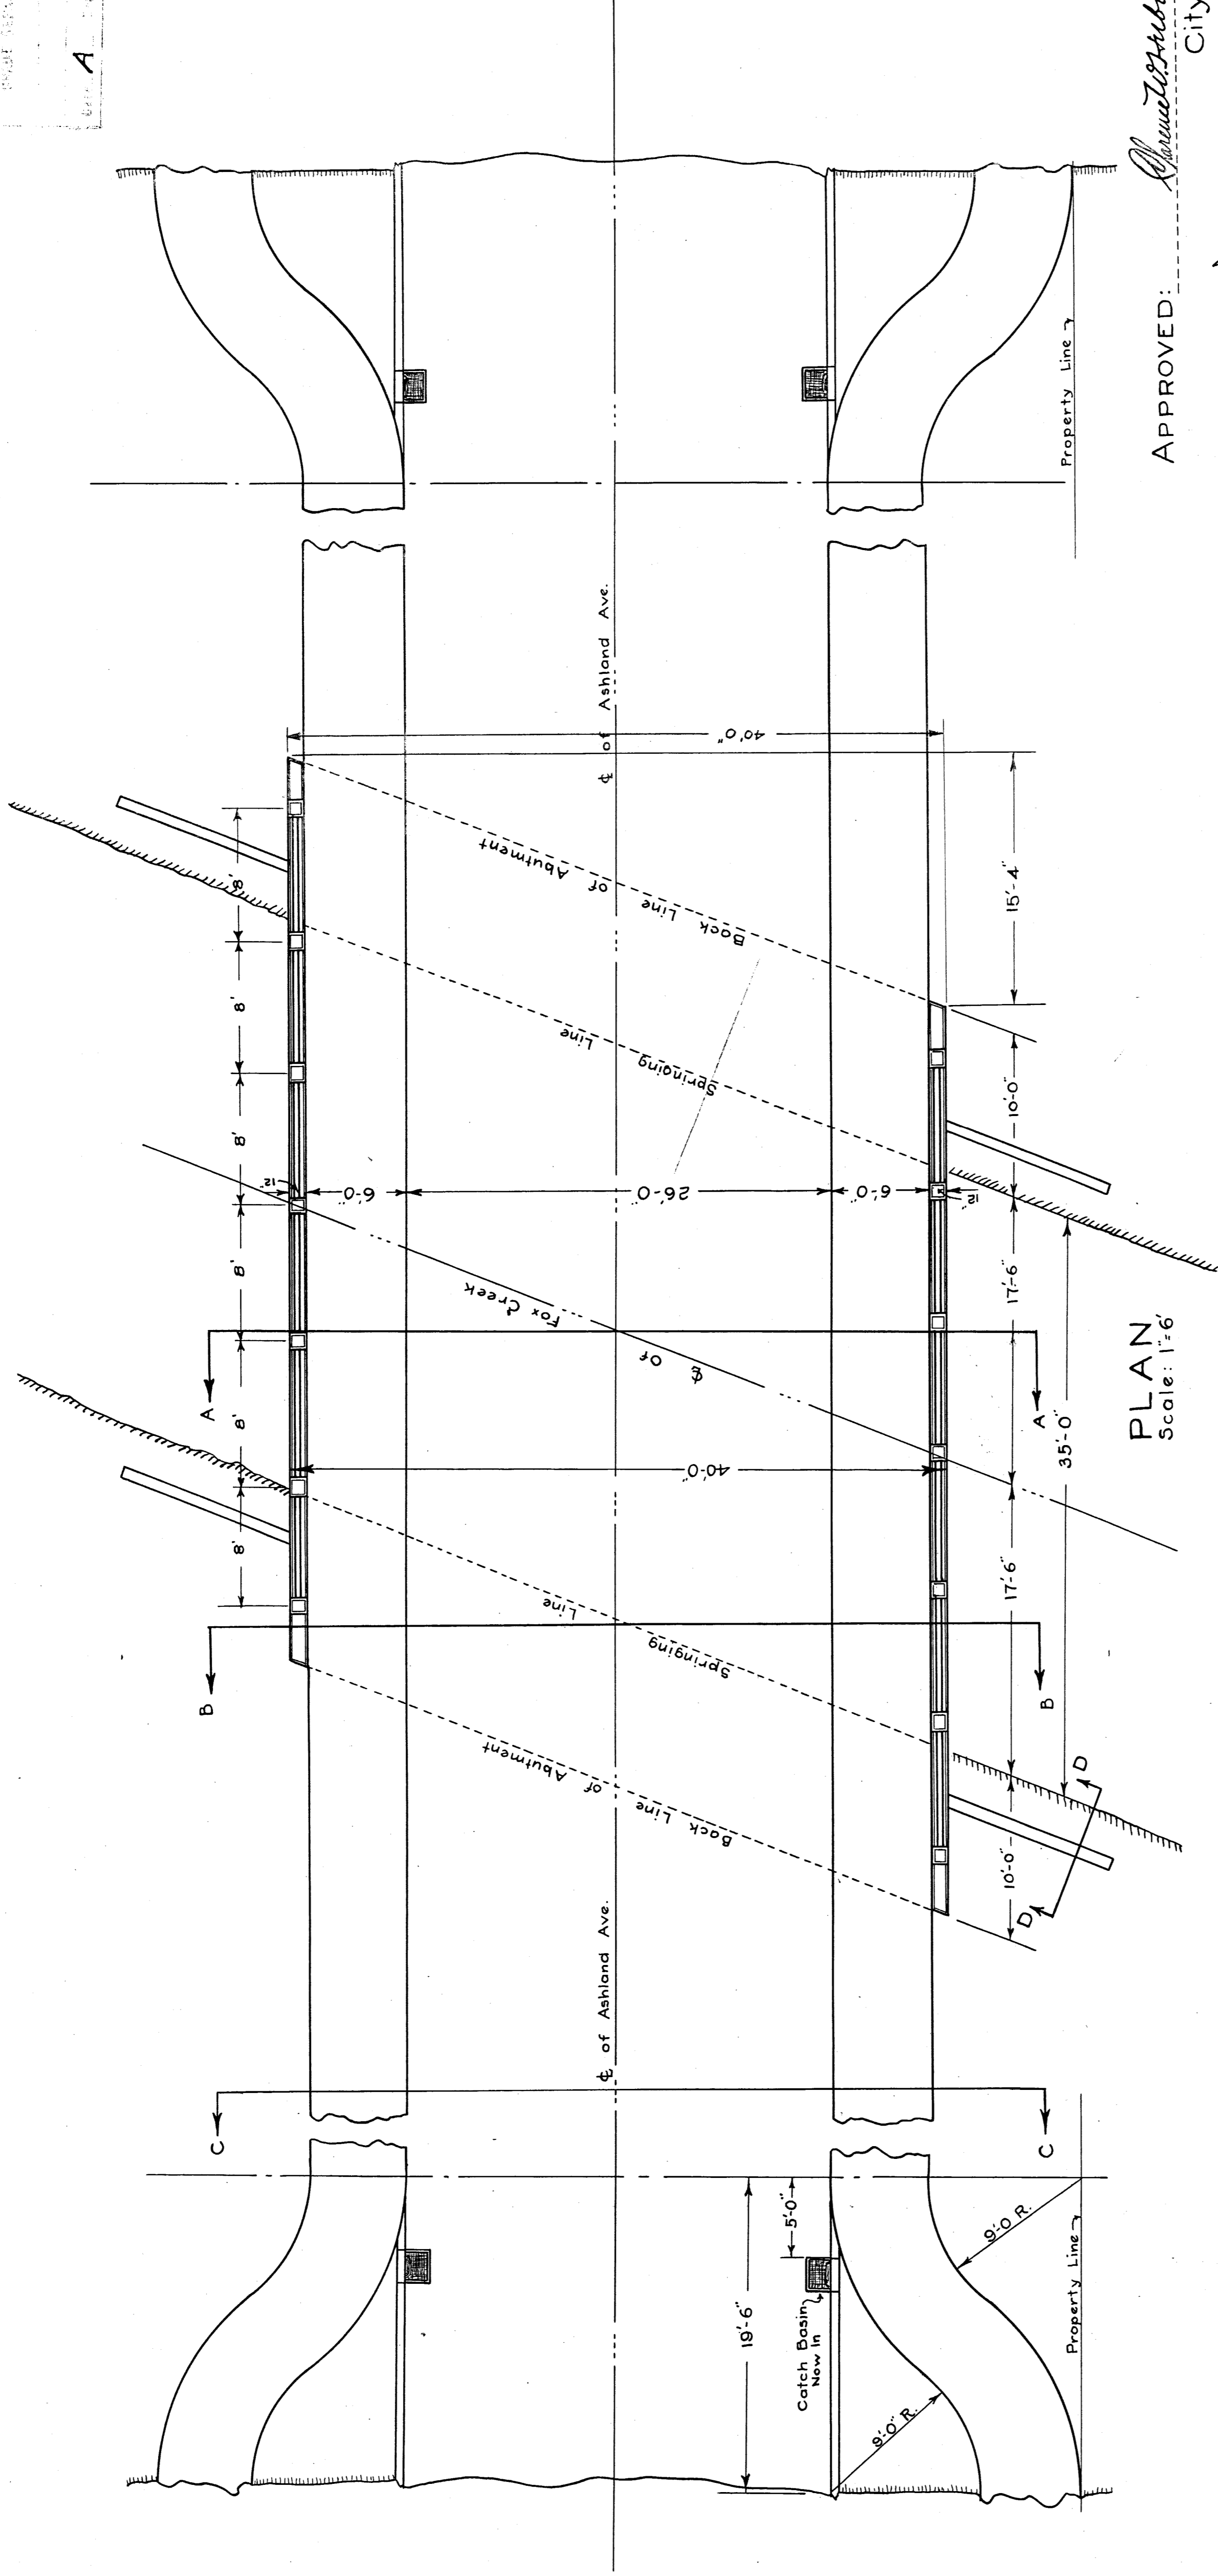 A
Property Line
APPROVED:
City
℄ of Ashland Ave.
40'0"
Back Line of Abutment
15'-4"
8'
8'
8'
8'
8'
8'
Springing Line
10'-0"
12"
6'-0"
26'-0"
6'-0"
12"
17'-6"
℄ of Fox Creek
A
A
35'-0"
PLAN
Scale: 1"=6'
40'-0"
17'-6"
Springing Line
B
B
Back Line of Abutment
10'-0"
D
D
℄ of Ashland Ave.
C
C
5'-0"
19'-6"
9'-0 R.
Property Line
Catch Basin
Now In
9'-0" R.